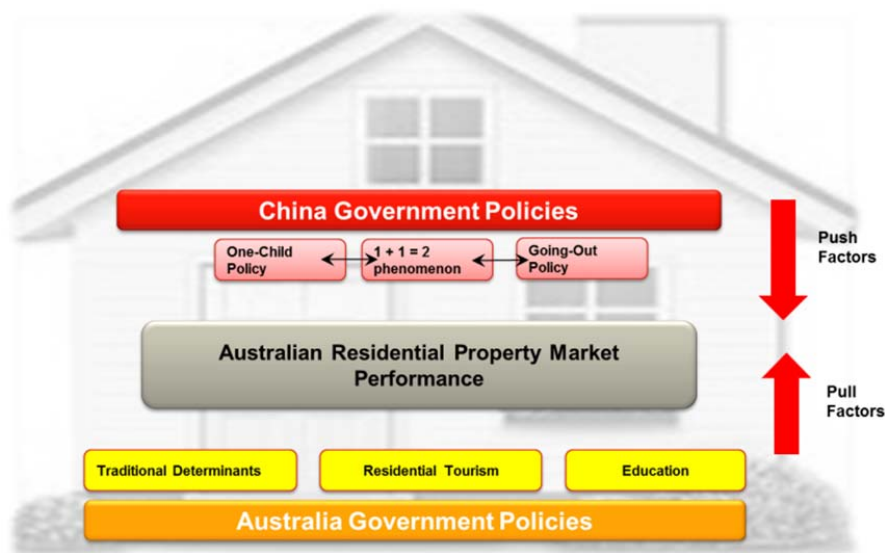 China Government Policies
One-Child
Policy
1 + 1 = 2
phenomenon
Going-Out
Policy
Push
Factors
Australian Residential Property Market
Performance
Pull
Factors
Traditional Determinants
Residential Tourism
Education
Australia Government Policies